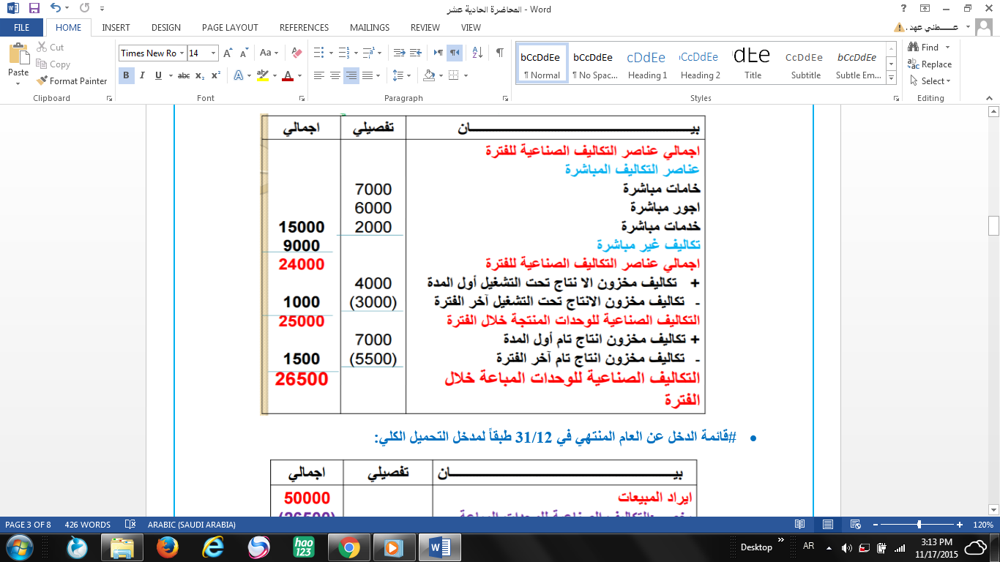 المحاضرة الحادية عشر - Word
FILE HOME INSERT DESIGN PAGE LAYOUT REFERENCES MAILINGS REVIEW VIEW
عـــــطني عهد .
Cut
Copy
Format Painter
Paste
Clipboard
Times New Ro 14
Font
Paragraph
bCcDdEe bCcDdEe cDdEe bCcDdEe dEe CcDdEe bCcDdEe
¶ Normal ¶ No Spac... Heading 1 Heading 2 Title Subtitle Subtle Em...
Styles
Find
Replace
Select
Editing
بيـــــــــــــــــــــان تفصيلي اجمالي
اجمالي عناصر التكاليف الصناعية للفترة
عناصر التكاليف المباشرة
خامات مباشرة 7000
اجور مباشرة 6000
خدمات مباشرة 2000 15000
تكاليف غير مباشرة 9000
اجمالي عناصر التكاليف الصناعية للفترة 24000
+ تكاليف مخزون الا نتاج تحت التشغيل أول المدة 4000
- تكاليف مخزون الانتاج تحت التشغيل آخر الفترة (3000) 1000
التكاليف الصناعية للوحدات المنتجة خلال الفترة 25000
+ تكاليف مخزون انتاج تام أول المدة 7000
- تكاليف مخزون انتاج تام آخر الفترة (5500) 1500
التكاليف الصناعية للوحدات المباعة خلال 26500
الفترة
• #قائمة الدخل عن العام المنتهي في 31/12 طبقاً لمدخل التحميل الكلي:
بيـــــــــــــــــــــان تفصيلي اجمالي
ايراد المبيعات 50000
PAGE 3 OF 8 426 WORDS ARABIC (SAUDI ARABIA) 120%
hao
123
Desktop AR 3:13 PM
11/17/2015